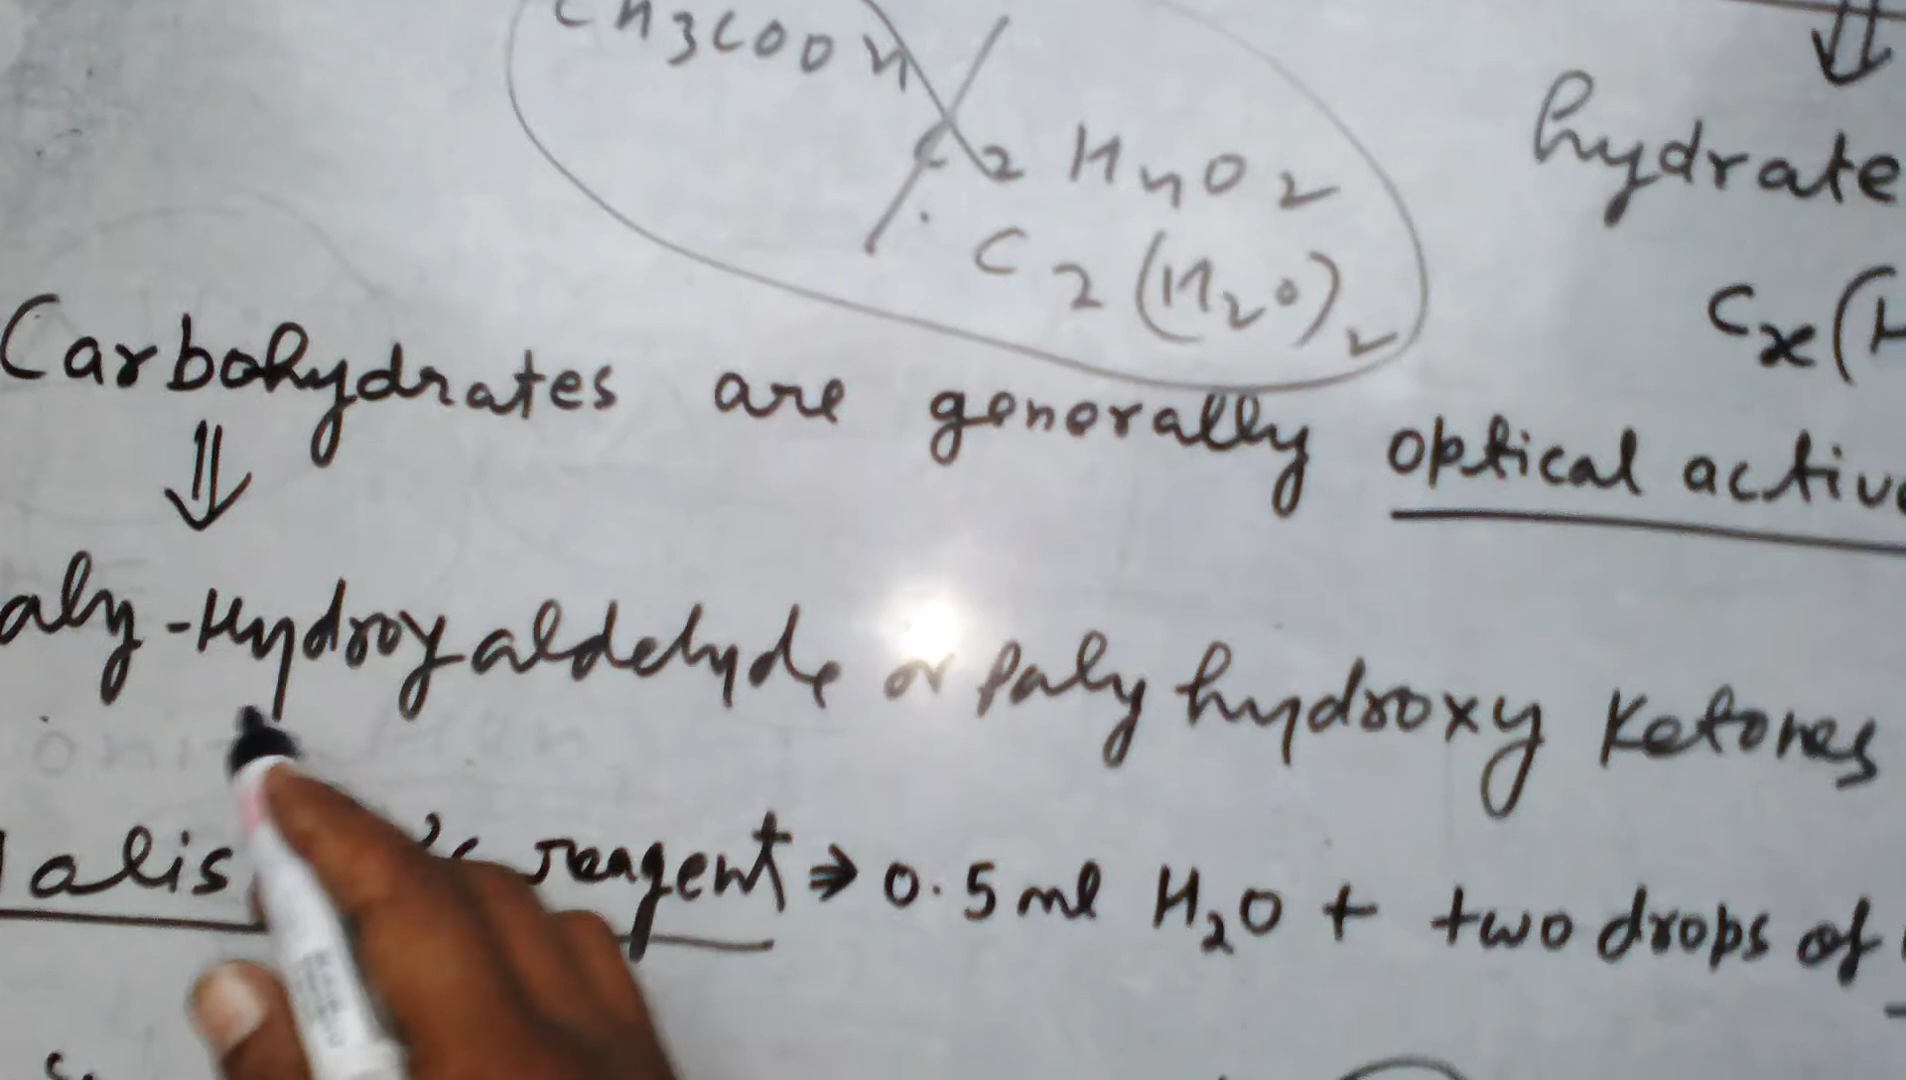 CH3COOH
C2H4O2
C2(H2O)2
hydrate
Cx(H
Carbohydrates are generally optical active
aly-Hydroxy aldehyde or Paly hydroxy Ketones
reagent ⇒ 0.5 ml H2O + two drops of